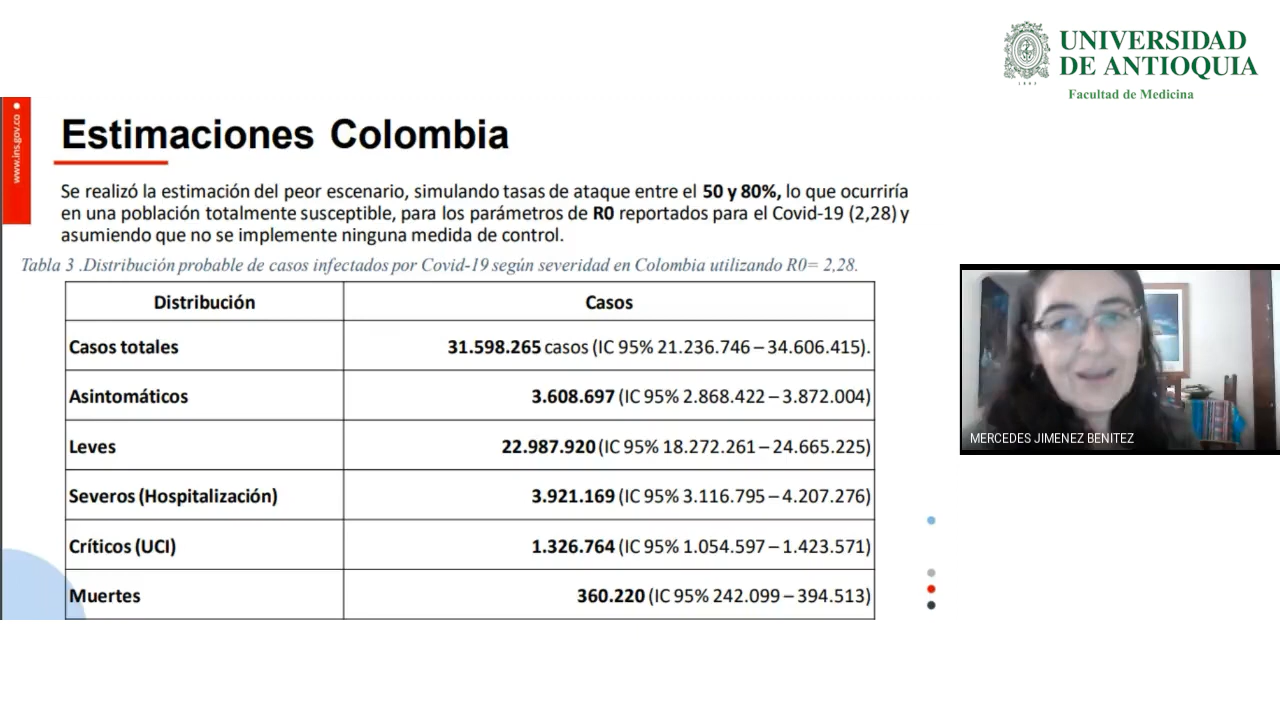 UNIVERSIDAD
DE ANTIOQUIA
Facultad de Medicina
www.ins.gov.co
Estimaciones Colombia
Se realizó la estimación del peor escenario, simulando tasas de ataque entre el 50 y 80%, lo que ocurriría
en una población totalmente susceptible, para los parámetros de R0 reportados para el Covid-19 (2,28) y
asumiendo que no se implemente ninguna medida de control.
Tabla 3 .Distribución probable de casos infectados por Covid-19 según severidad en Colombia utilizando R0= 2,28.
Distribución Casos
Casos totales 31.598.265 casos (IC 95% 21.236.746 – 34.606.415).
Asintomáticos 3.608.697 (IC 95% 2.868.422 – 3.872.004)
Leves 22.987.920 (IC 95% 18.272.261 – 24.665.225)
Severos (Hospitalización) 3.921.169 (IC 95% 3.116.795 – 4.207.276)
Críticos (UCI) 1.326.764 (IC 95% 1.054.597 – 1.423.571)
Muertes 360.220 (IC 95% 242.099 – 394.513)
MERCEDES JIMENEZ BENITEZ